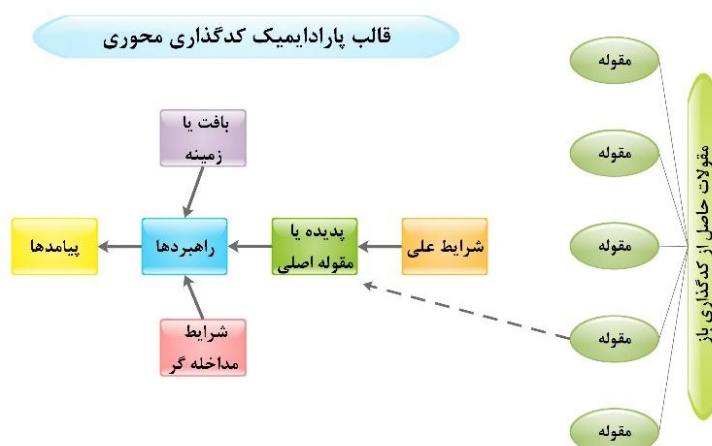 قالب پارادایمیک کدگذاری محوری
مقولات حاصل از کدگذاری باز
مقوله
مقوله
مقوله
مقوله
مقوله
شرایط علی
پدیده یا
مقوله اصلی
بافت یا
زمینه
راهبردها
شرایط
مداخله گر
پیامدها